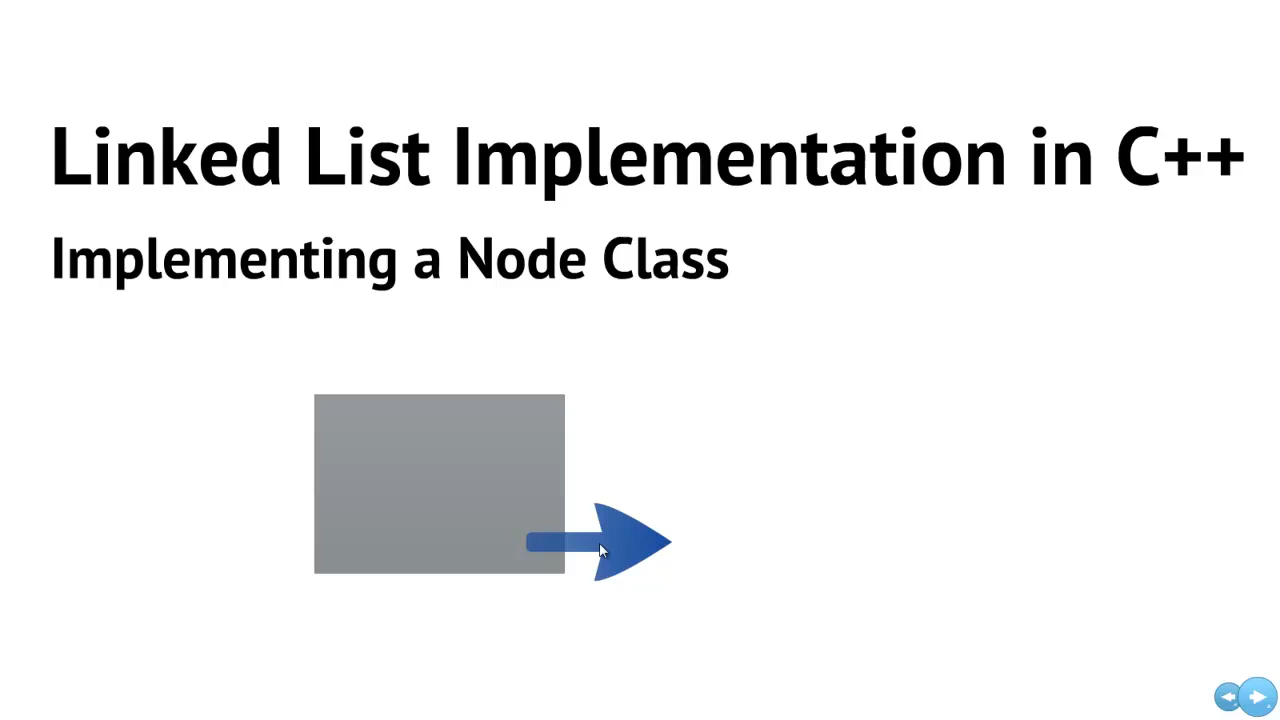 Linked List Implementation in C++
Implementing a Node Class